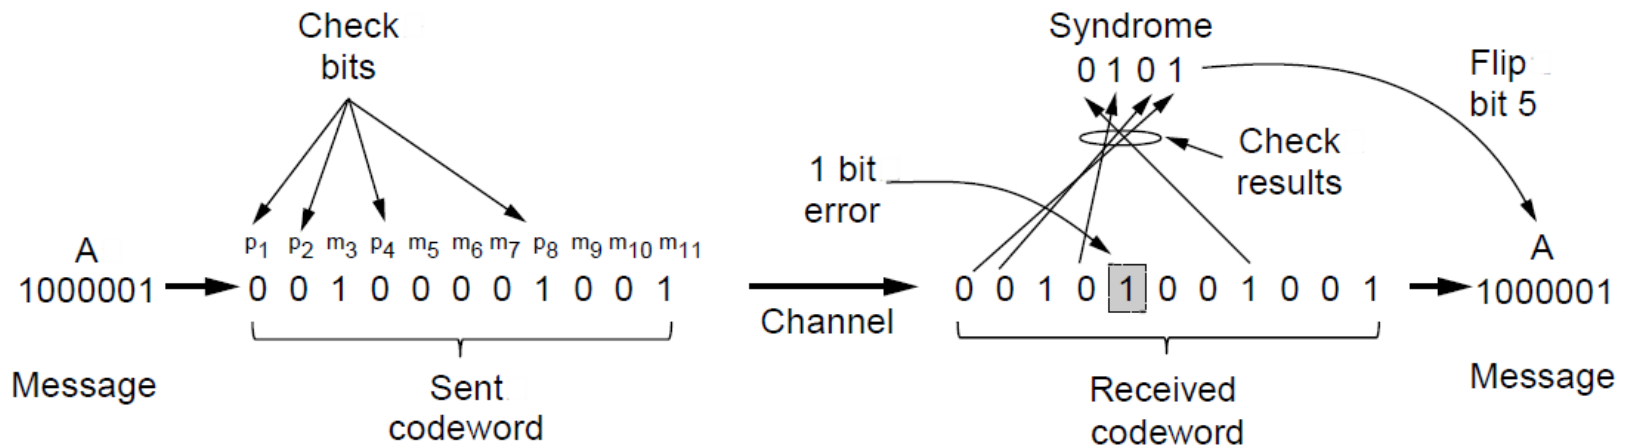 Check
bits
Syndrome
0 1 0 1
Flip
bit 5
Check
results
1 bit
error
A
p1 p2 m3 p4 m5 m6 m7 p8 m9 m10 m11
A
1000001
0 0 1 0 0 0 0 1 0 0 1
0 0 1 0 1 0 0 1 0 0 1
1000001
Channel
Message
Sent
codeword
Received
codeword
Message